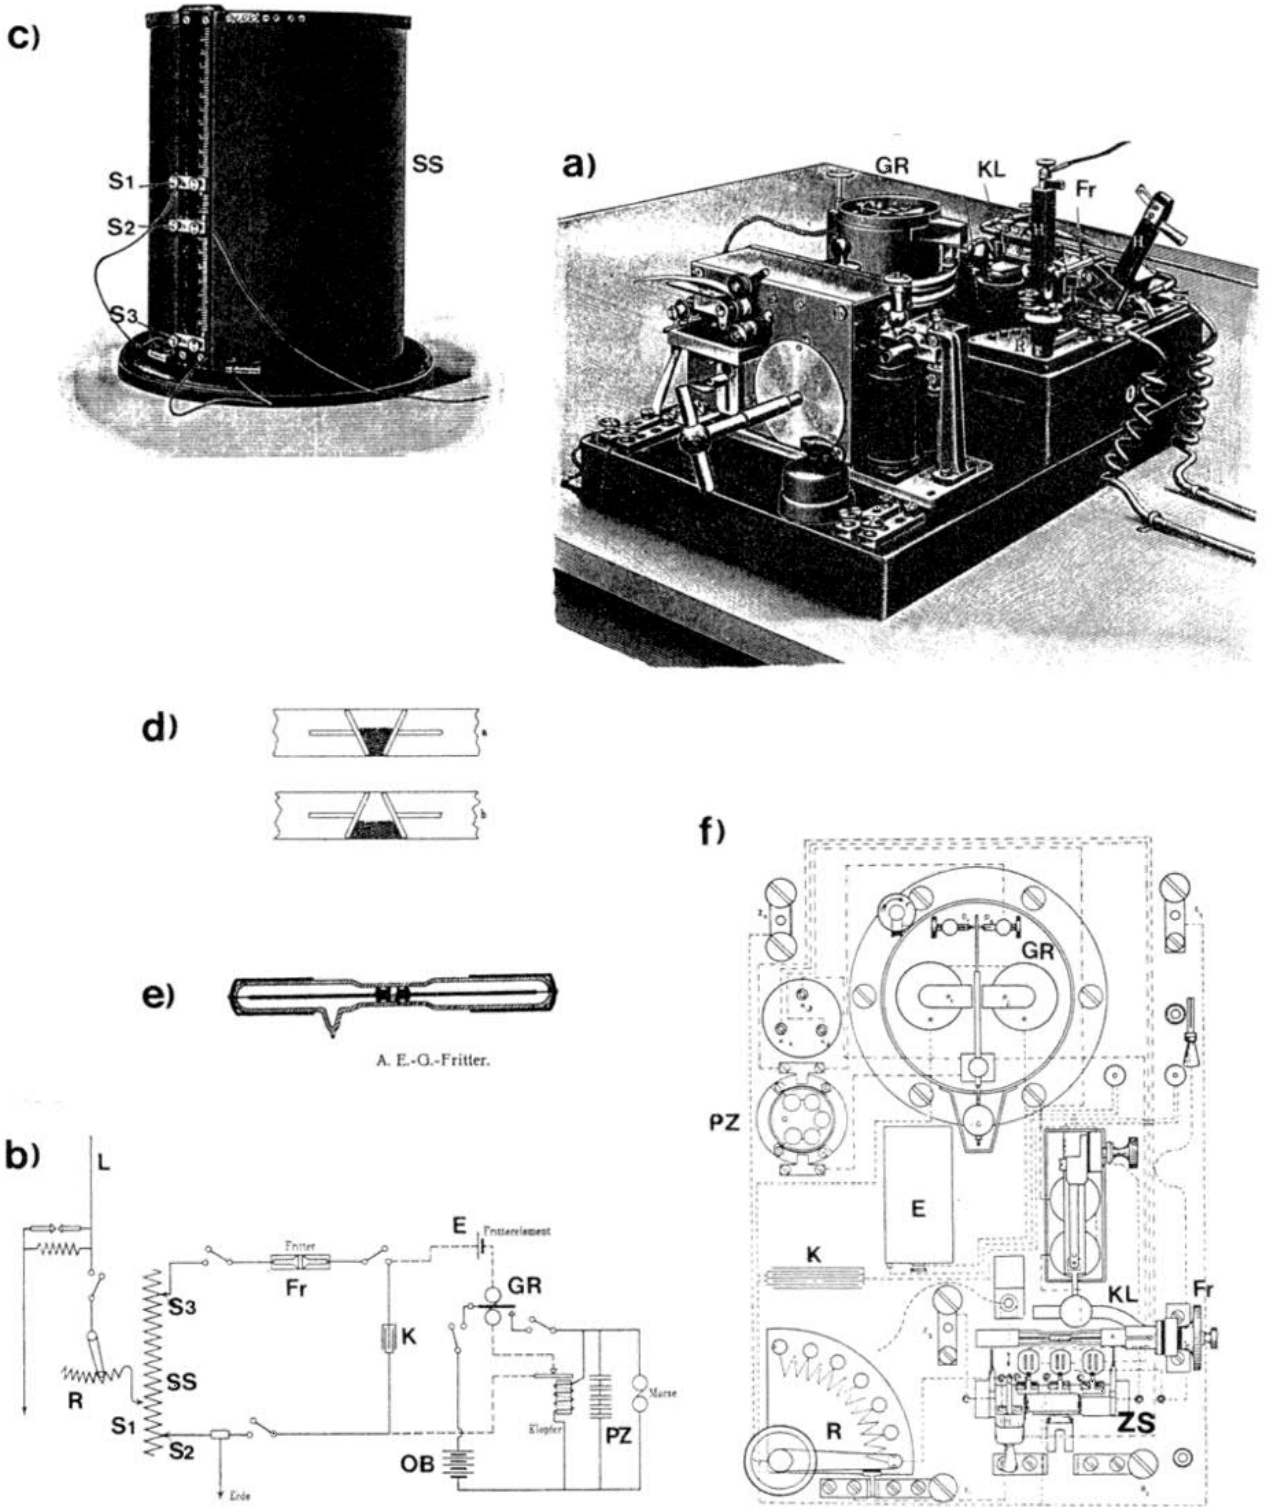 c)
S1
S2
S3
SS
a)
GR
KL
Fr
H
H
R
d)
a
b
e)
A. E.-G.-Fritter.
b)
L
R
S3
SS
S1
S2
Erde
Fritter
Fr
K
E
Fritterelement
GR
OB
Klopfer
PZ
Morse
f)
GR
PZ
E
K
KL
Fr
R
ZS